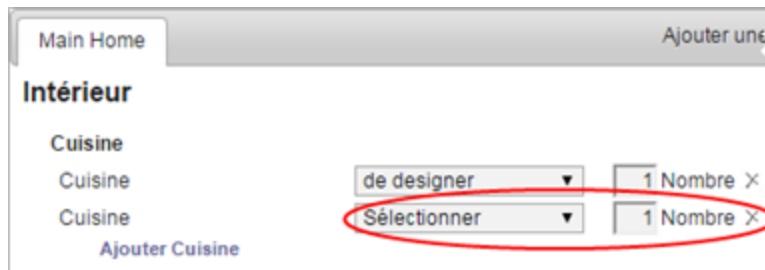 Main Home Ajouter une
Intérieur
Cuisine
Cuisine de designer 1 Nombre
Cuisine Sélectionner 1 Nombre
Ajouter Cuisine